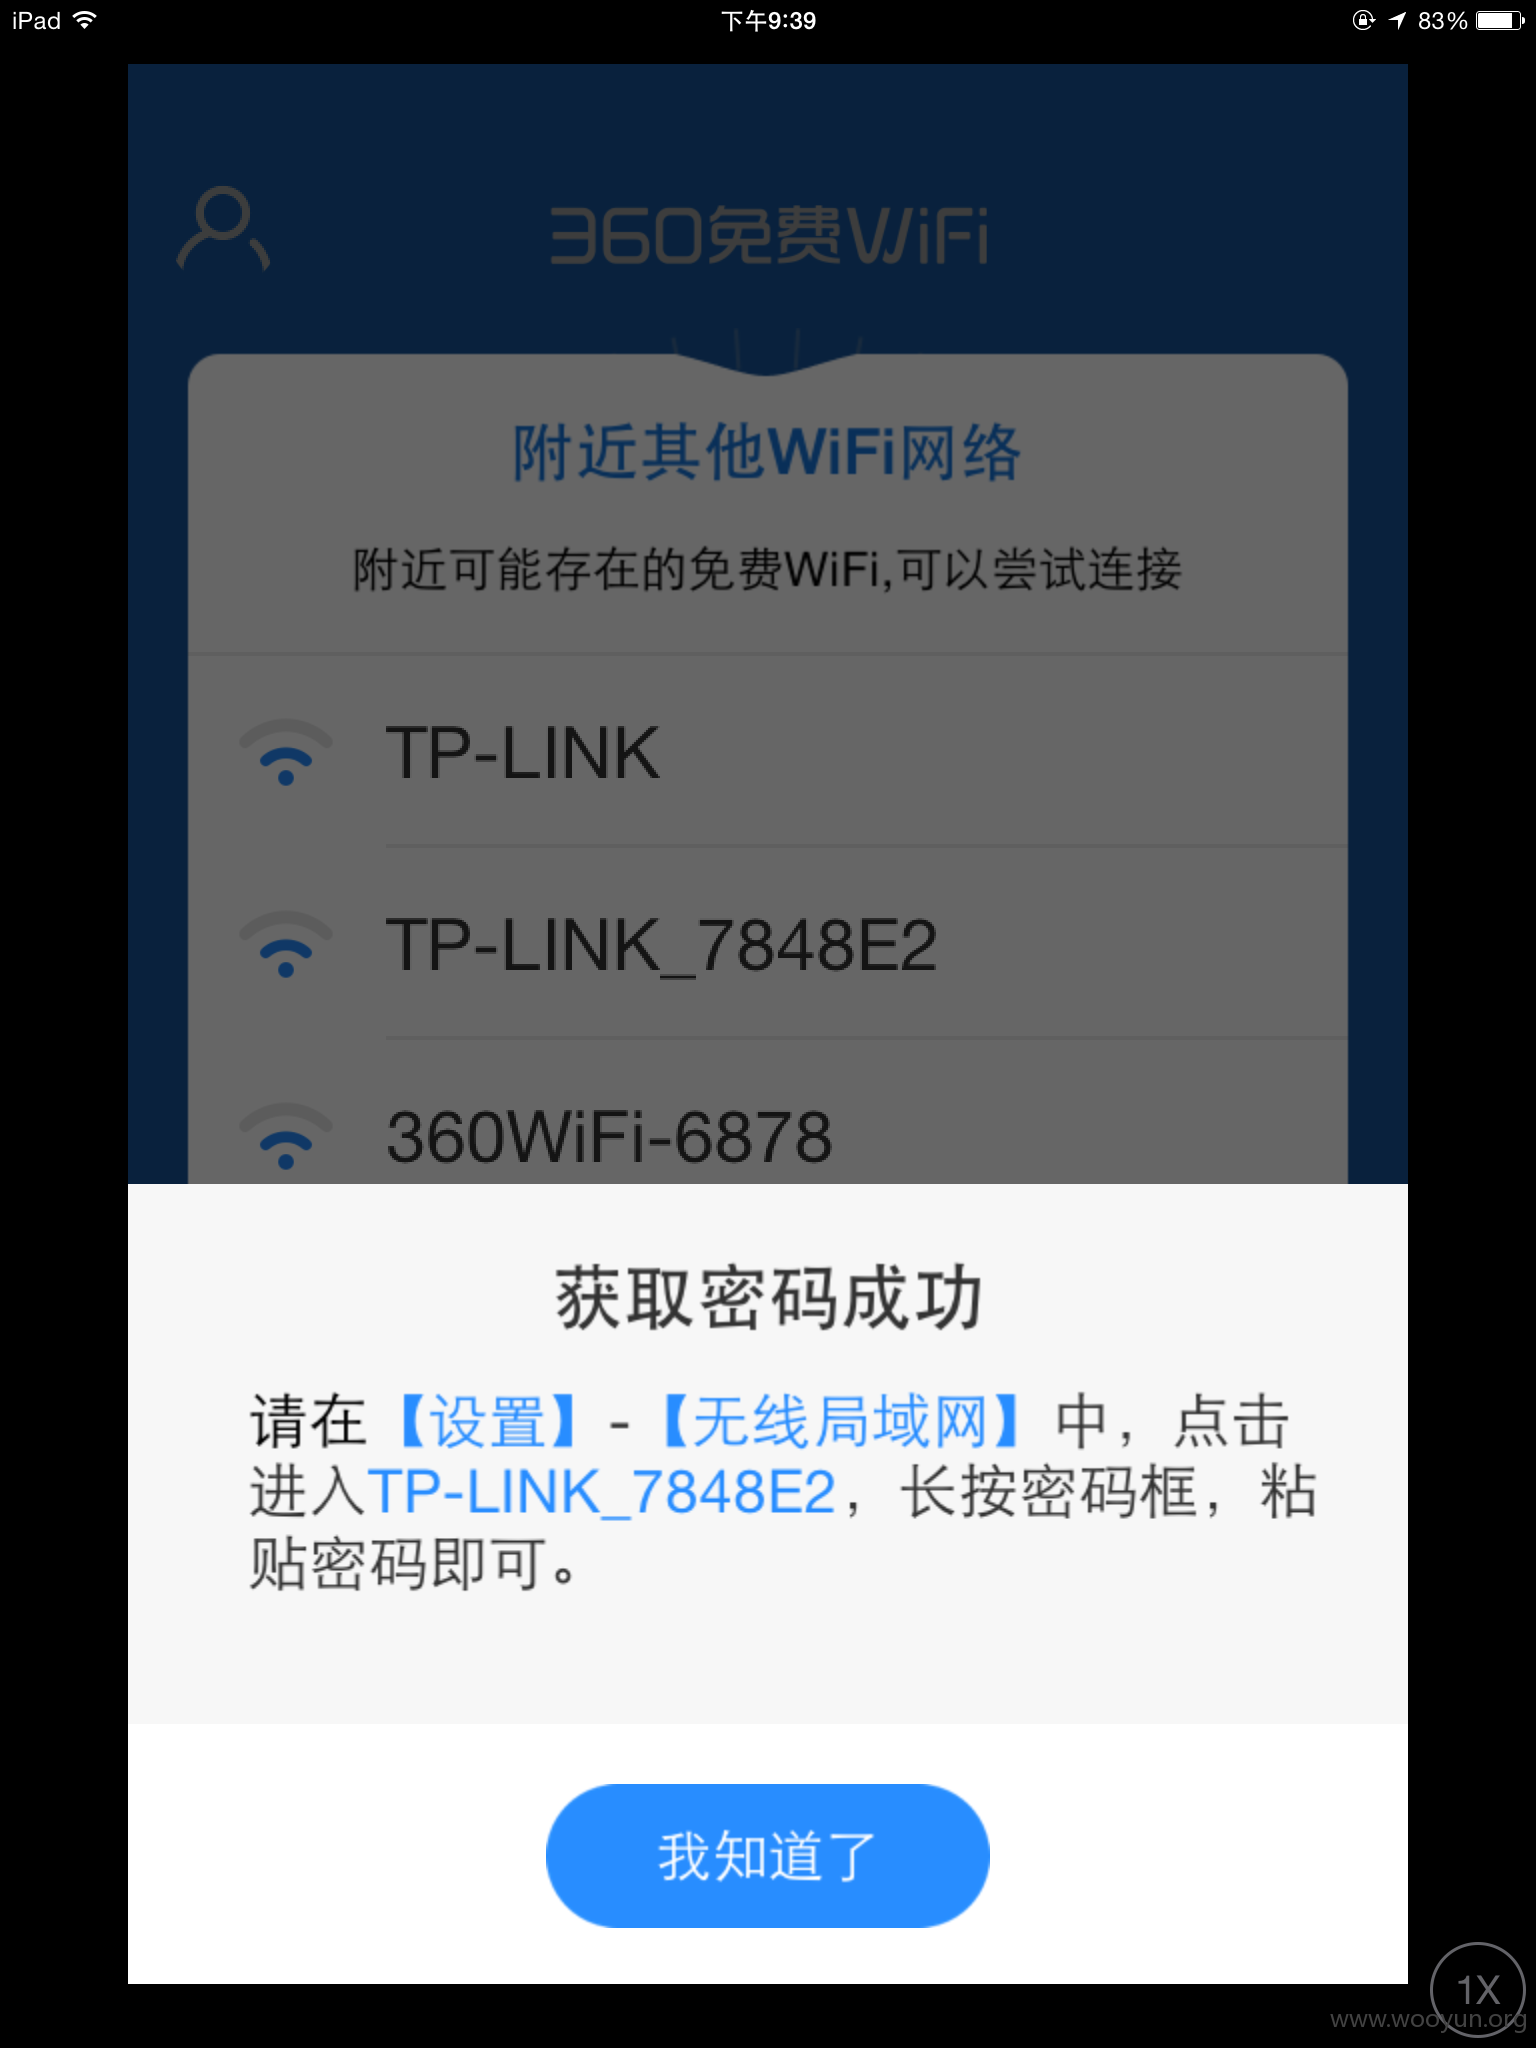 iPad 下午9:39 83%
360免费WiFi
附近其他WiFi网络
附近可能存在的免费WiFi,可以尝试连接
TP-LINK
TP-LINK_7848E2
360WiFi-6878
获取密码成功
请在【设置】-【无线局域网】中，点击
进入TP-LINK_7848E2，长按密码框，粘
贴密码即可。
我知道了
1X
www.wooyun.org